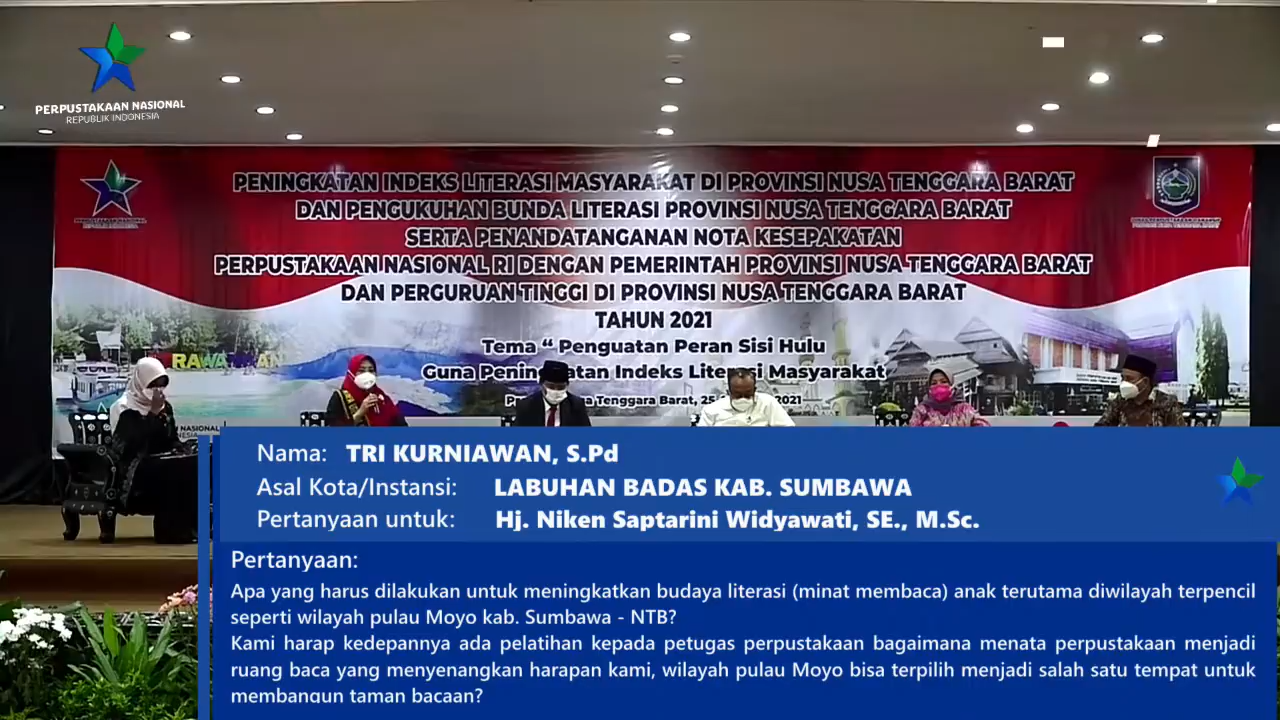 PERPUSTAKAAN NASIONAL
REPUBLIK INDONESIA
PENINGKATAN INDEKS LITERASI MASYARAKAT DI PROVINSI NUSA TENGGARA BARAT
DAN PENGUKUHAN BUNDA LITERASI PROVINSI NUSA TENGGARA BARAT
SERTA PENANDATANGANAN NOTA KESEPAKATAN
PERPUSTAKAAN NASIONAL RI DENGAN PEMERINTAH PROVINSI NUSA TENGGARA BARAT
DAN PERGURUAN TINGGI DI PROVINSI NUSA TENGGARA BARAT
TAHUN 2021
Tema “ Penguatan Peran Sisi Hulu
Guna Indeks Literasi Masyarakat
Tenggara Barat, 2021
Nama: TRI KURNIAWAN, S.Pd
Asal Kota/Instansi: LABUHAN BADAS KAB. SUMBAWA
Pertanyaan untuk: Hj. Niken Saptarini Widyawati, SE., M.Sc.
Pertanyaan:
Apa yang harus dilakukan untuk meningkatkan budaya literasi (minat membaca) anak terutama diwilayah terpencil
seperti wilayah pulau Moyo kab. Sumbawa - NTB?
Kami harap kedepannya ada pelatihan kepada petugas perpustakaan bagaimana menata perpustakaan menjadi
ruang baca yang menyenangkan harapan kami, wilayah pulau Moyo bisa terpilih menjadi salah satu tempat untuk
membangun taman bacaan?